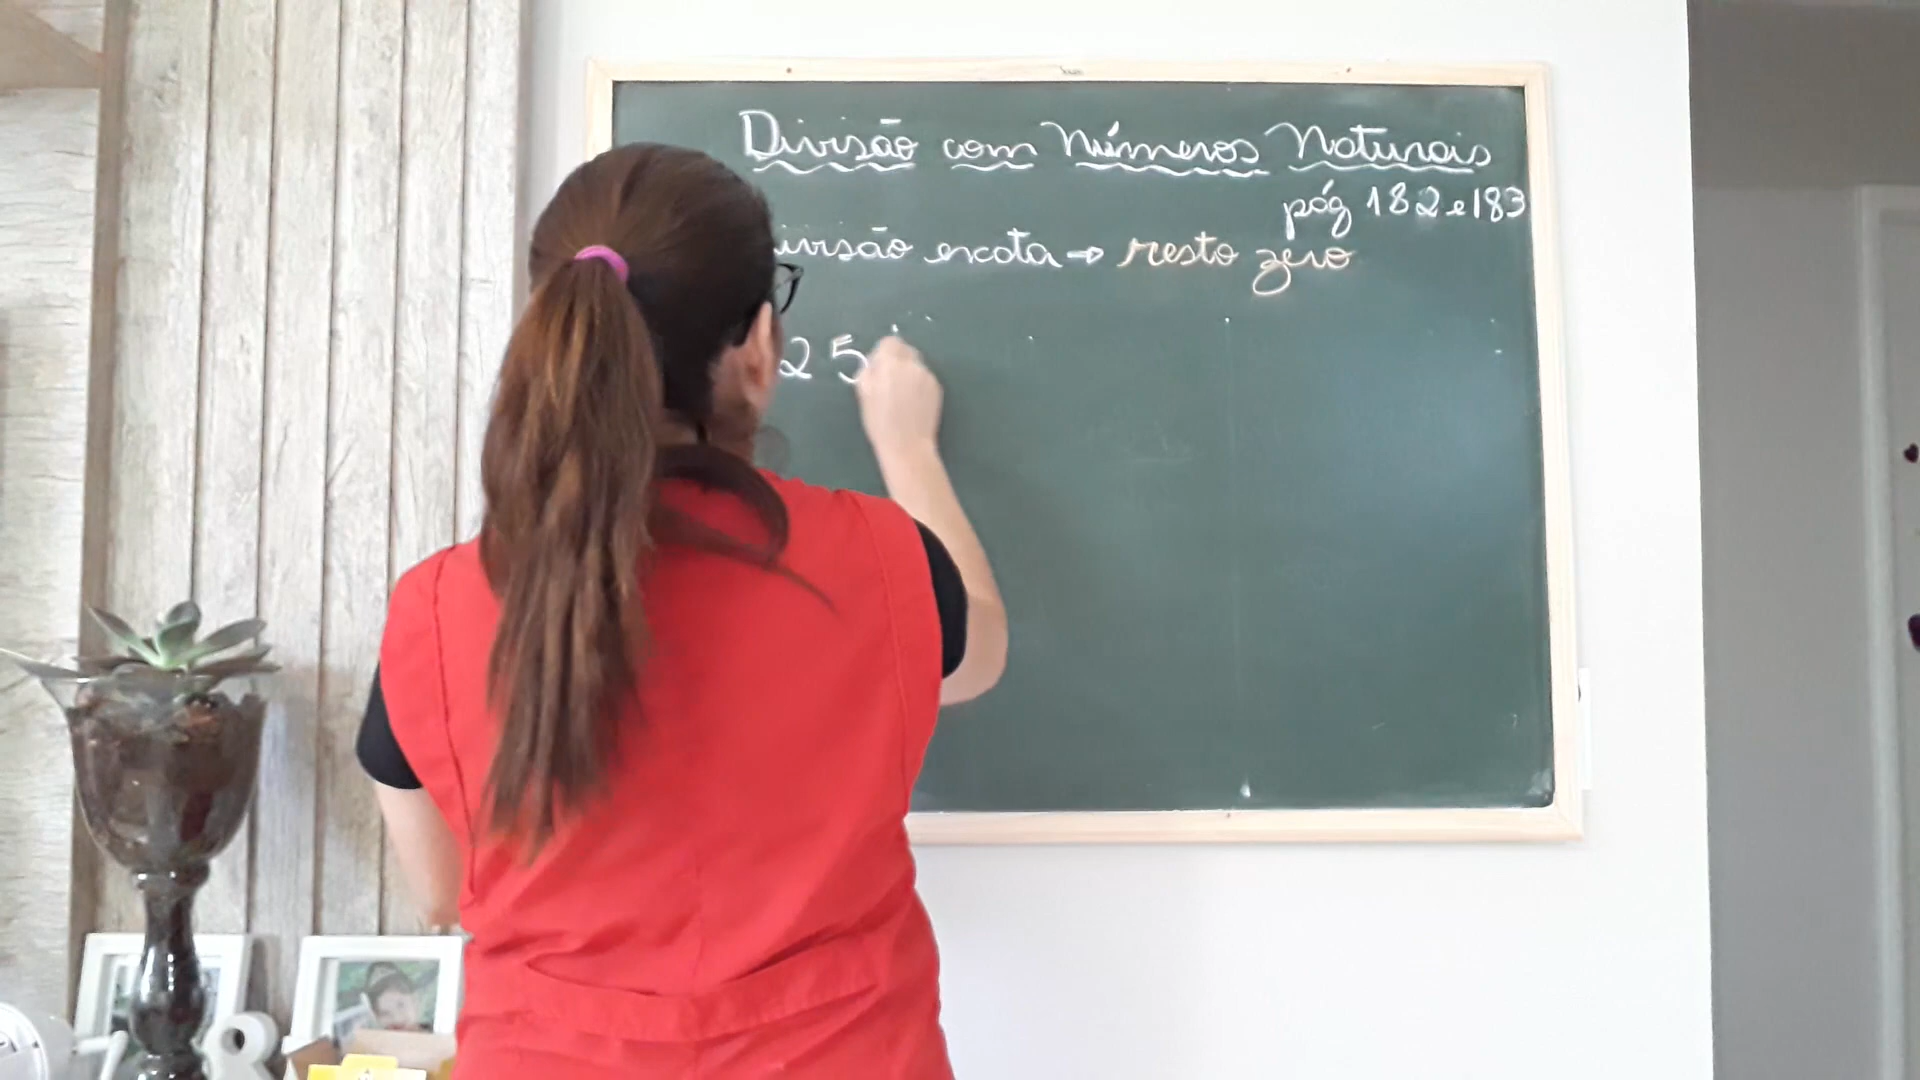 Divisão com Números Naturais
pág 182 e 183
ivisão exata → resto zero
25